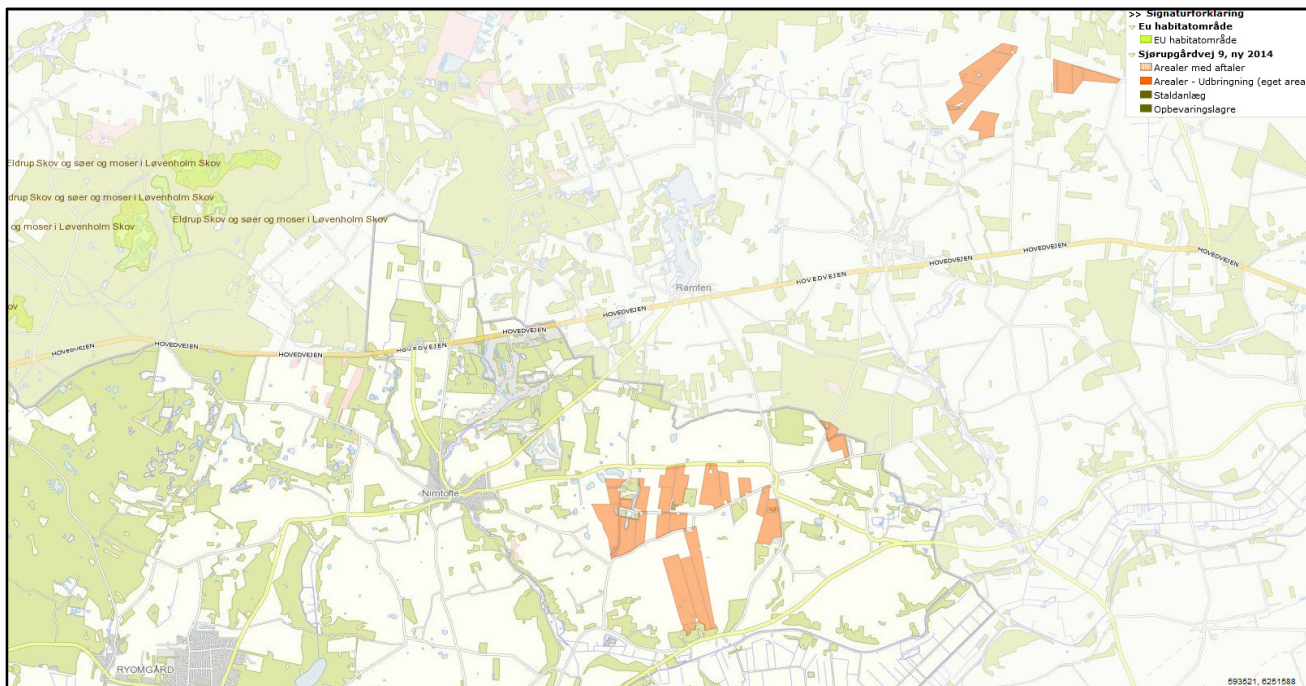 >> Signaturforklaring
Eu habitatområde
EU habitatområde
Sjørupgårdvej 9, ny 2014
Arealer med aftaler
Arealer - Udbringning (eget area
Staldanlæg
Opbevaringslagre
Eldrup Skov og søer og moser i Løvenholm Skov
drup Skov og søer og moser i Løvenholm Skov
Eldrup Skov og søer og moser i Løvenholm Skov
og moser i Løvenholm Skov
HOVEDVEJEN
HOVEDVEJEN
HOVEDVEJEN
HOVEDVEJEN
Ramten
ov
HOVEDVEJEN
HOVEDVEJEN
HOVEDVEJEN
HOVEDVEJEN
HOVEDVEJEN
HOVEDVEJEN
Nimtofte
RYOMGÅRD
593521, 6251588